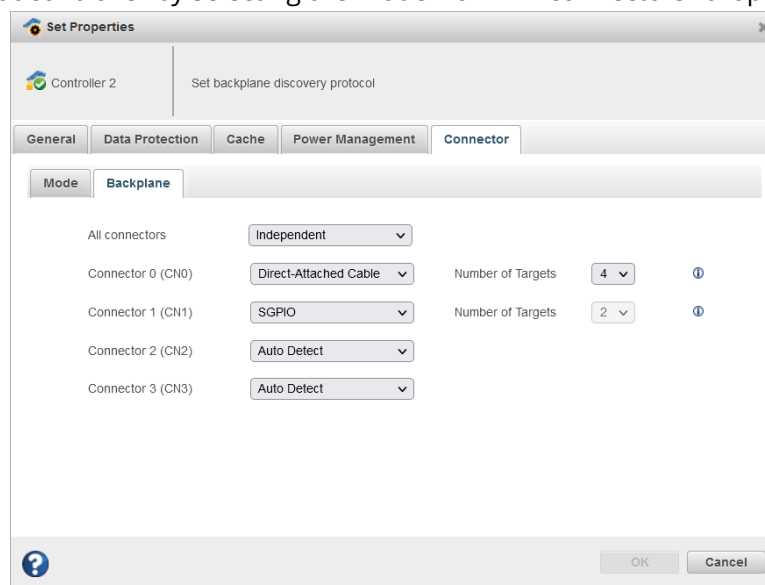 Set Properties
Controller 2 Set backplane discovery protocol
General Data Protection Cache Power Management Connector
Mode Backplane
All connectors Independent
Connector 0 (CN0) Direct-Attached Cable Number of Targets 4
Connector 1 (CN1) SGPIO Number of Targets 2
Connector 2 (CN2) Auto Detect
Connector 3 (CN3) Auto Detect
OK Cancel